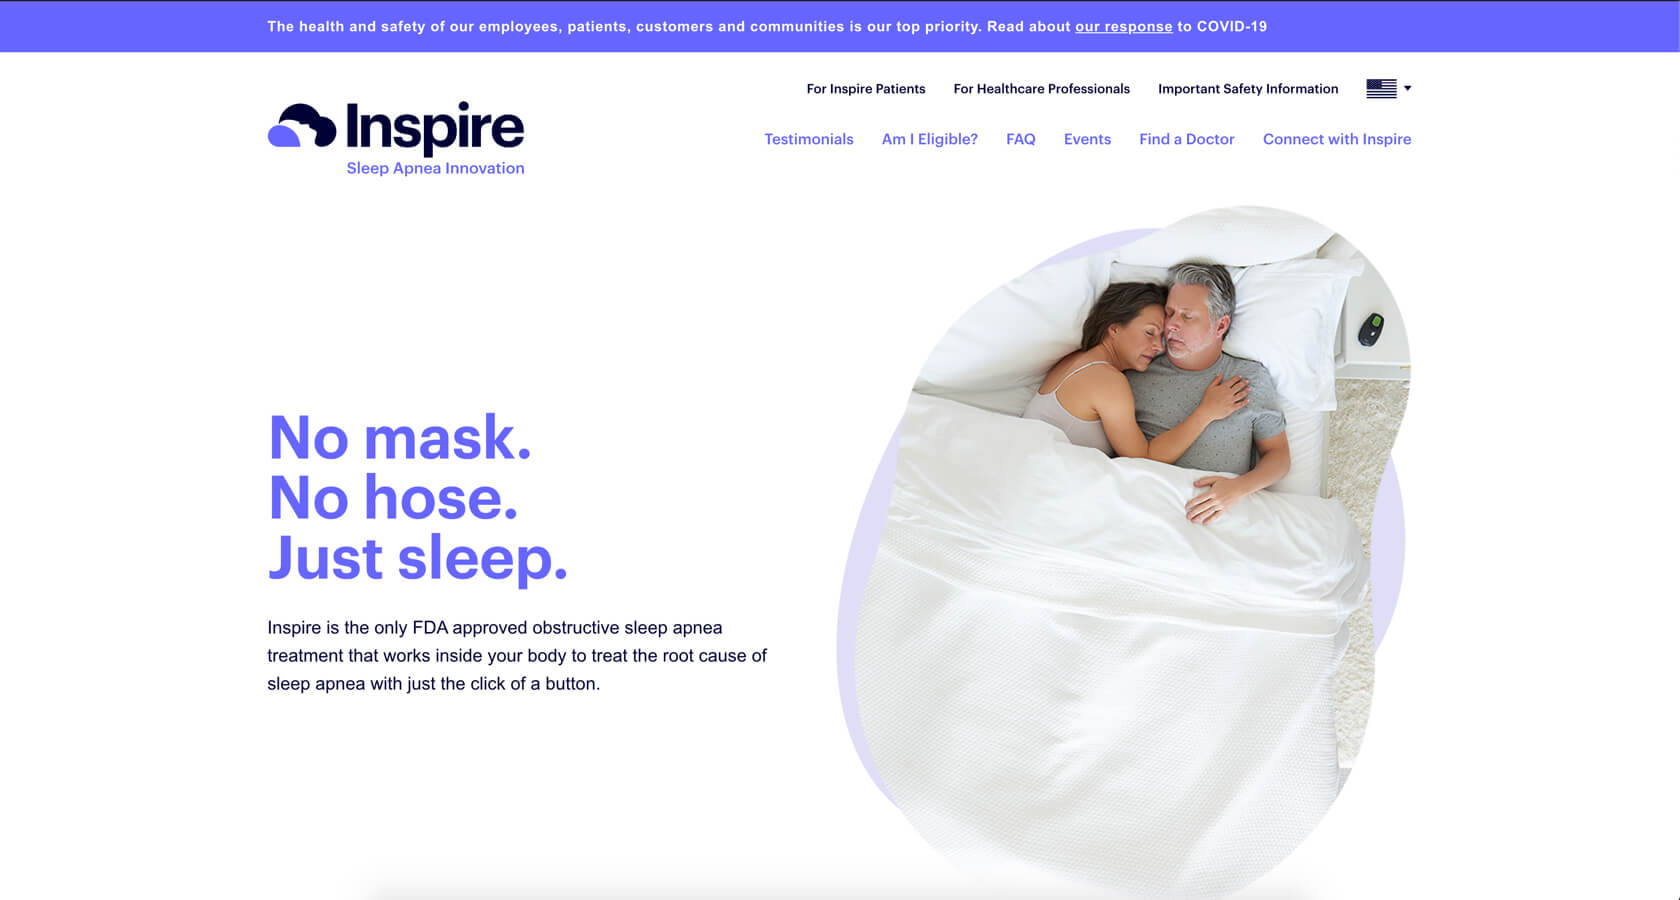 The health and safety of our employees, patients, customers and communities is our top priority. Read about our response to COVID-19
For Inspire Patients
For Healthcare Professionals
Important Safety Information
Inspire
Sleep Apnea Innovation
Testimonials
Am I Eligible?
FAQ
Events
Find a Doctor
Connect with Inspire
No mask.
No hose.
Just sleep.
Inspire is the only FDA approved obstructive sleep apnea
treatment that works inside your body to treat the root cause of
sleep apnea with just the click of a button.